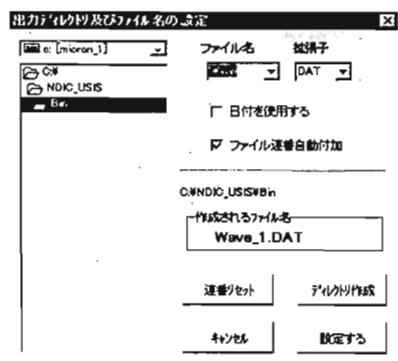 出力ディレクトリ及びファイル名の設定
c: [micron_1]
C:¥
NDIC_USIS
Bin
ファイル名
拡張子
DAT
日付を使用する
ファイル連番自動付加
C:¥NDIC_USIS¥Bin
作成されるファイル名
Wave_1.DAT
連番リセット
ディレクトリ作成
キャンセル
設定する